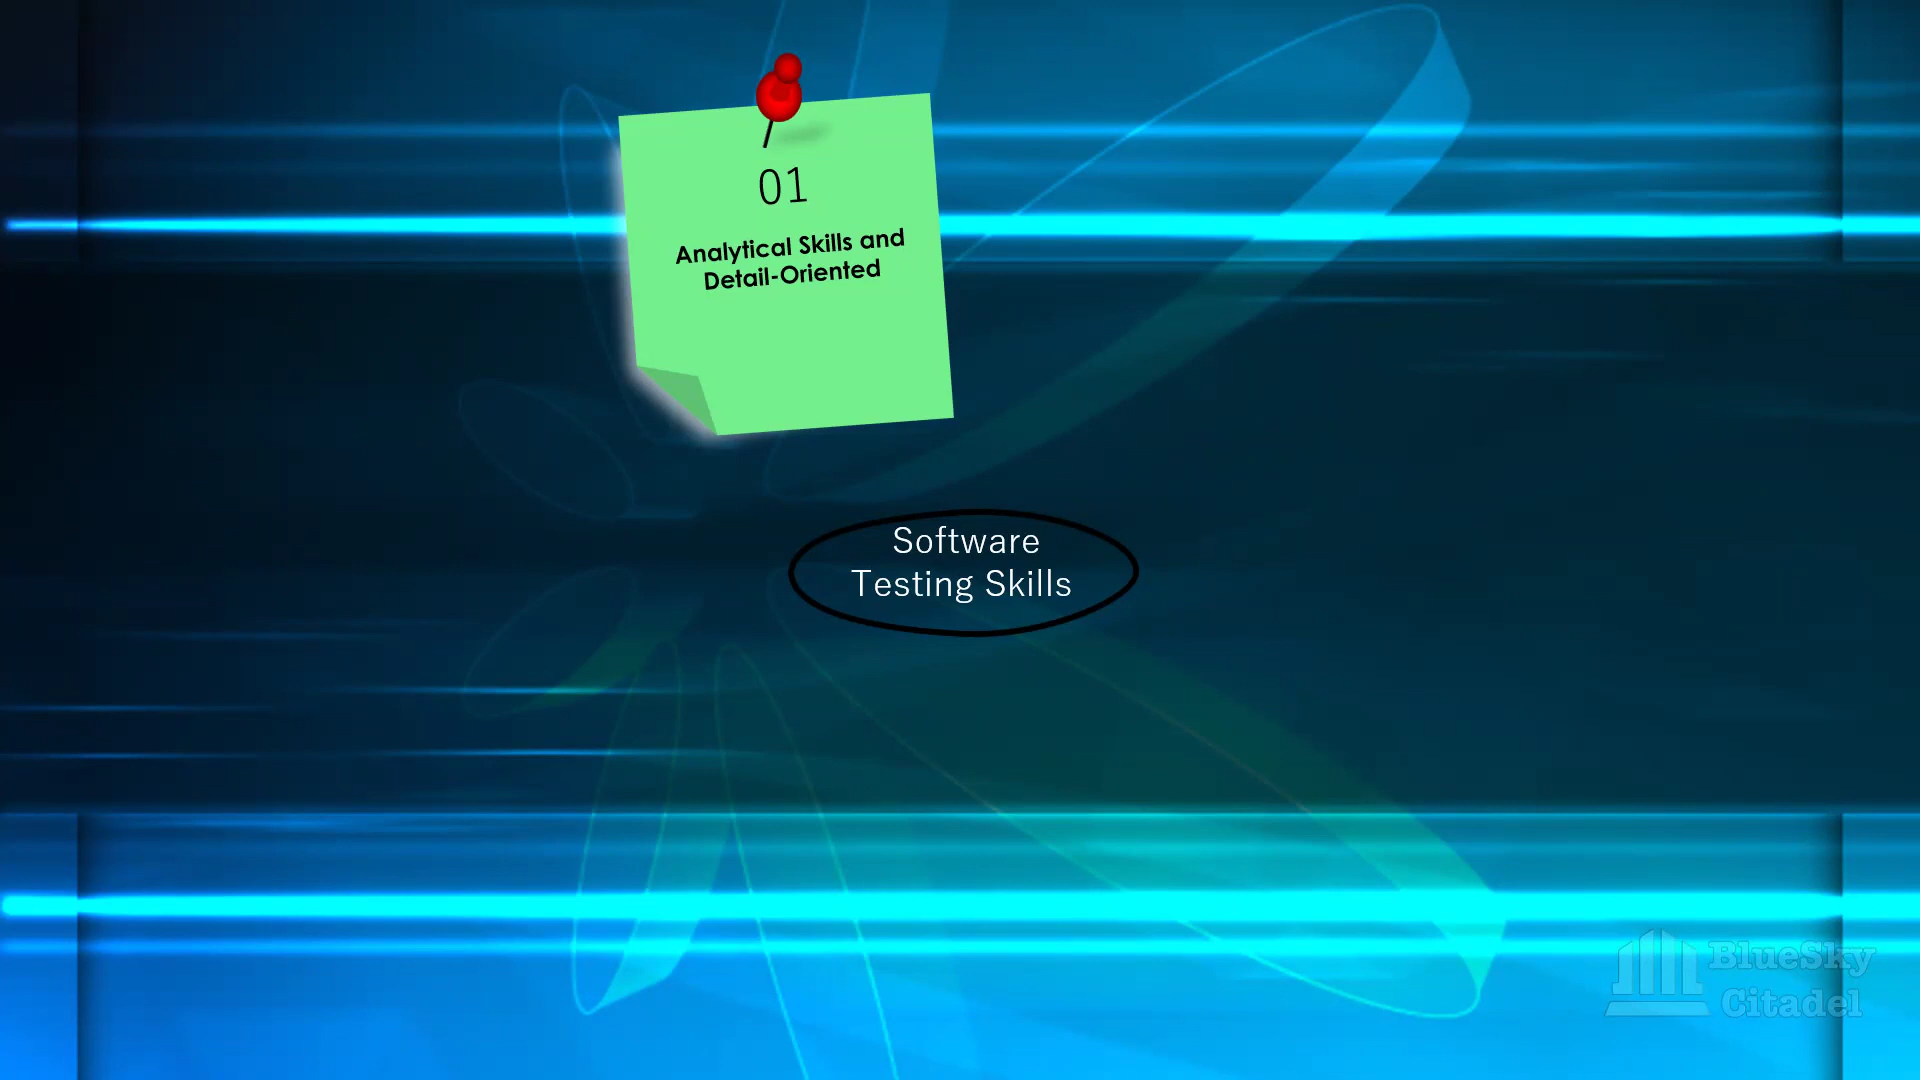 01
Analytical Skills and
Detail-Oriented
Software
Testing Skills
BlueSky
Citadel